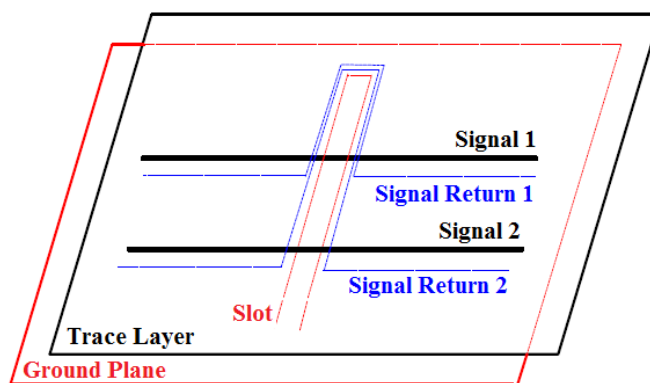 Signal 1
Signal Return 1
Signal 2
Signal Return 2
Slot
Trace Layer
Ground Plane